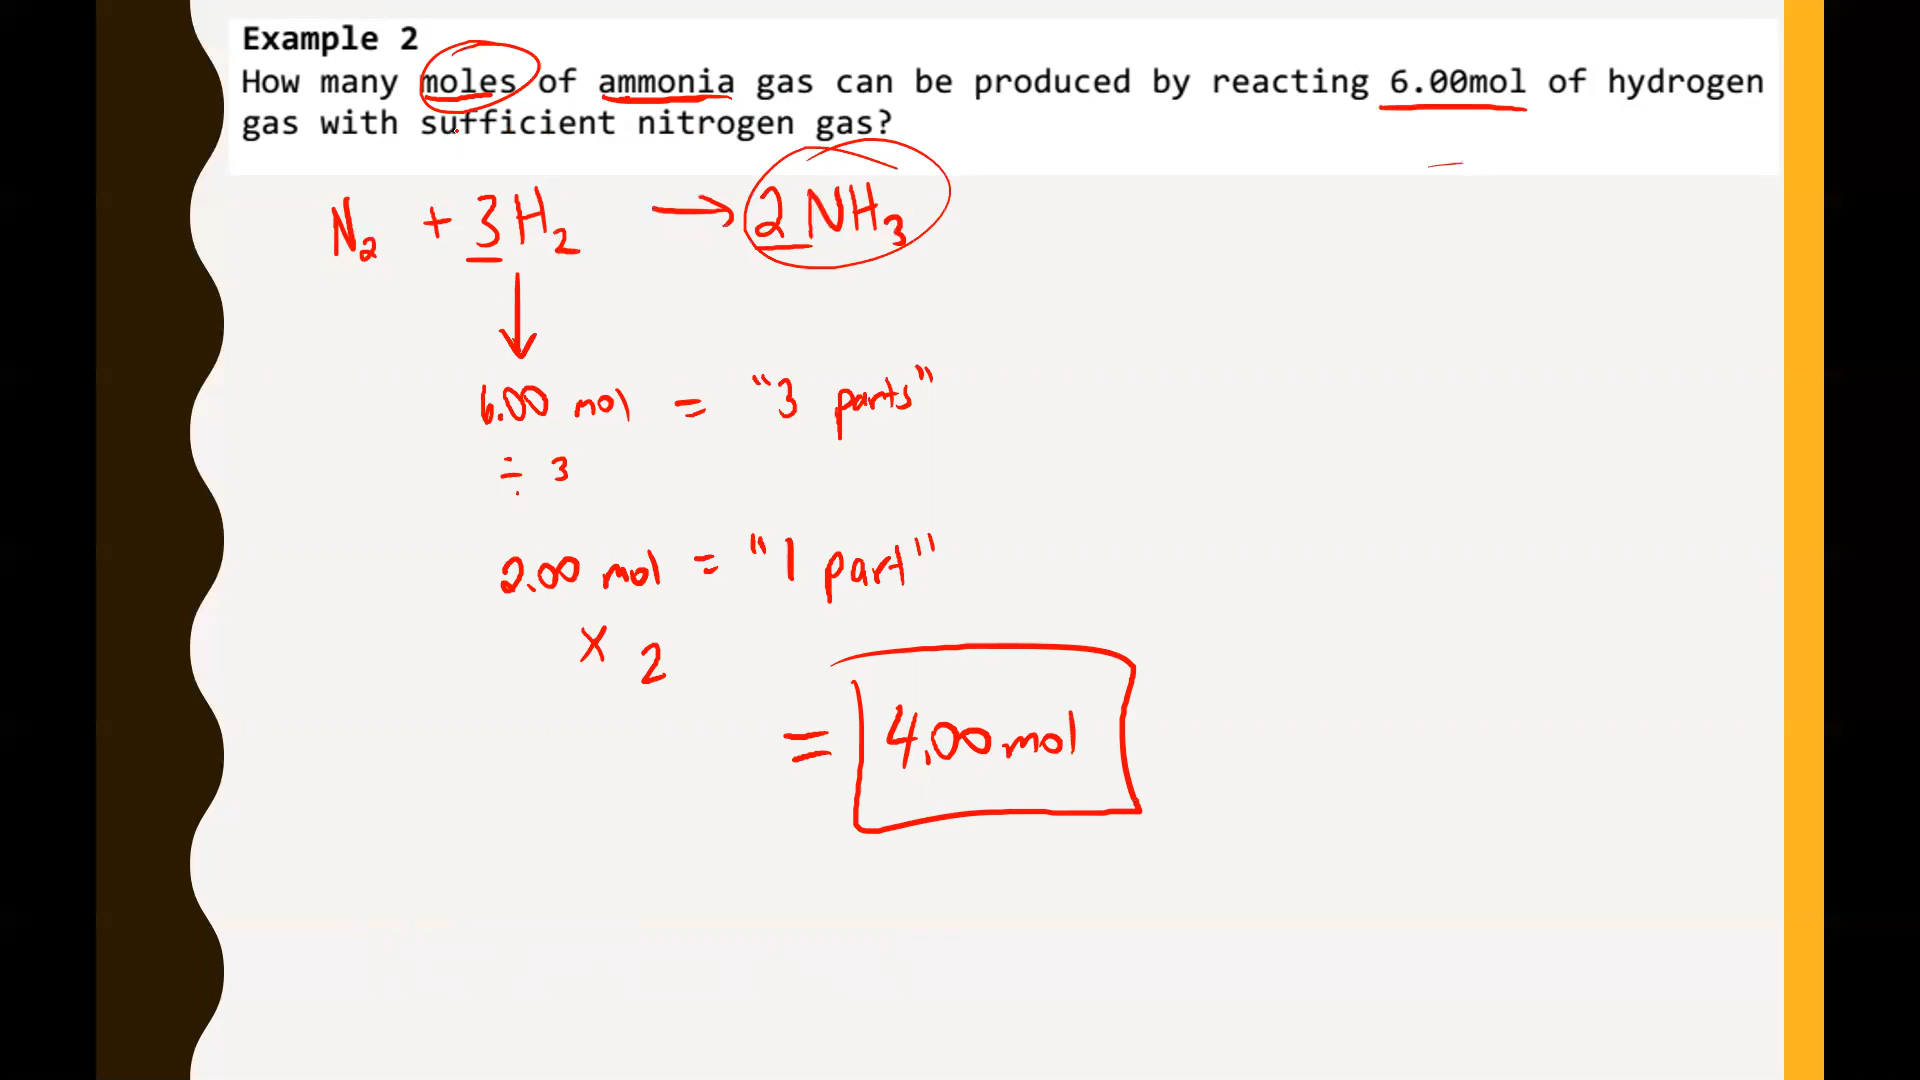 Example 2
How many moles of ammonia gas can be produced by reacting 6.00mol of hydrogen
gas with sufficient nitrogen gas?
N₂ + 3H₂ → 2NH₃
6.00 mol = "3 parts"
÷ 3
2.00 mol = "1 part"
x 2
= 4.00 mol